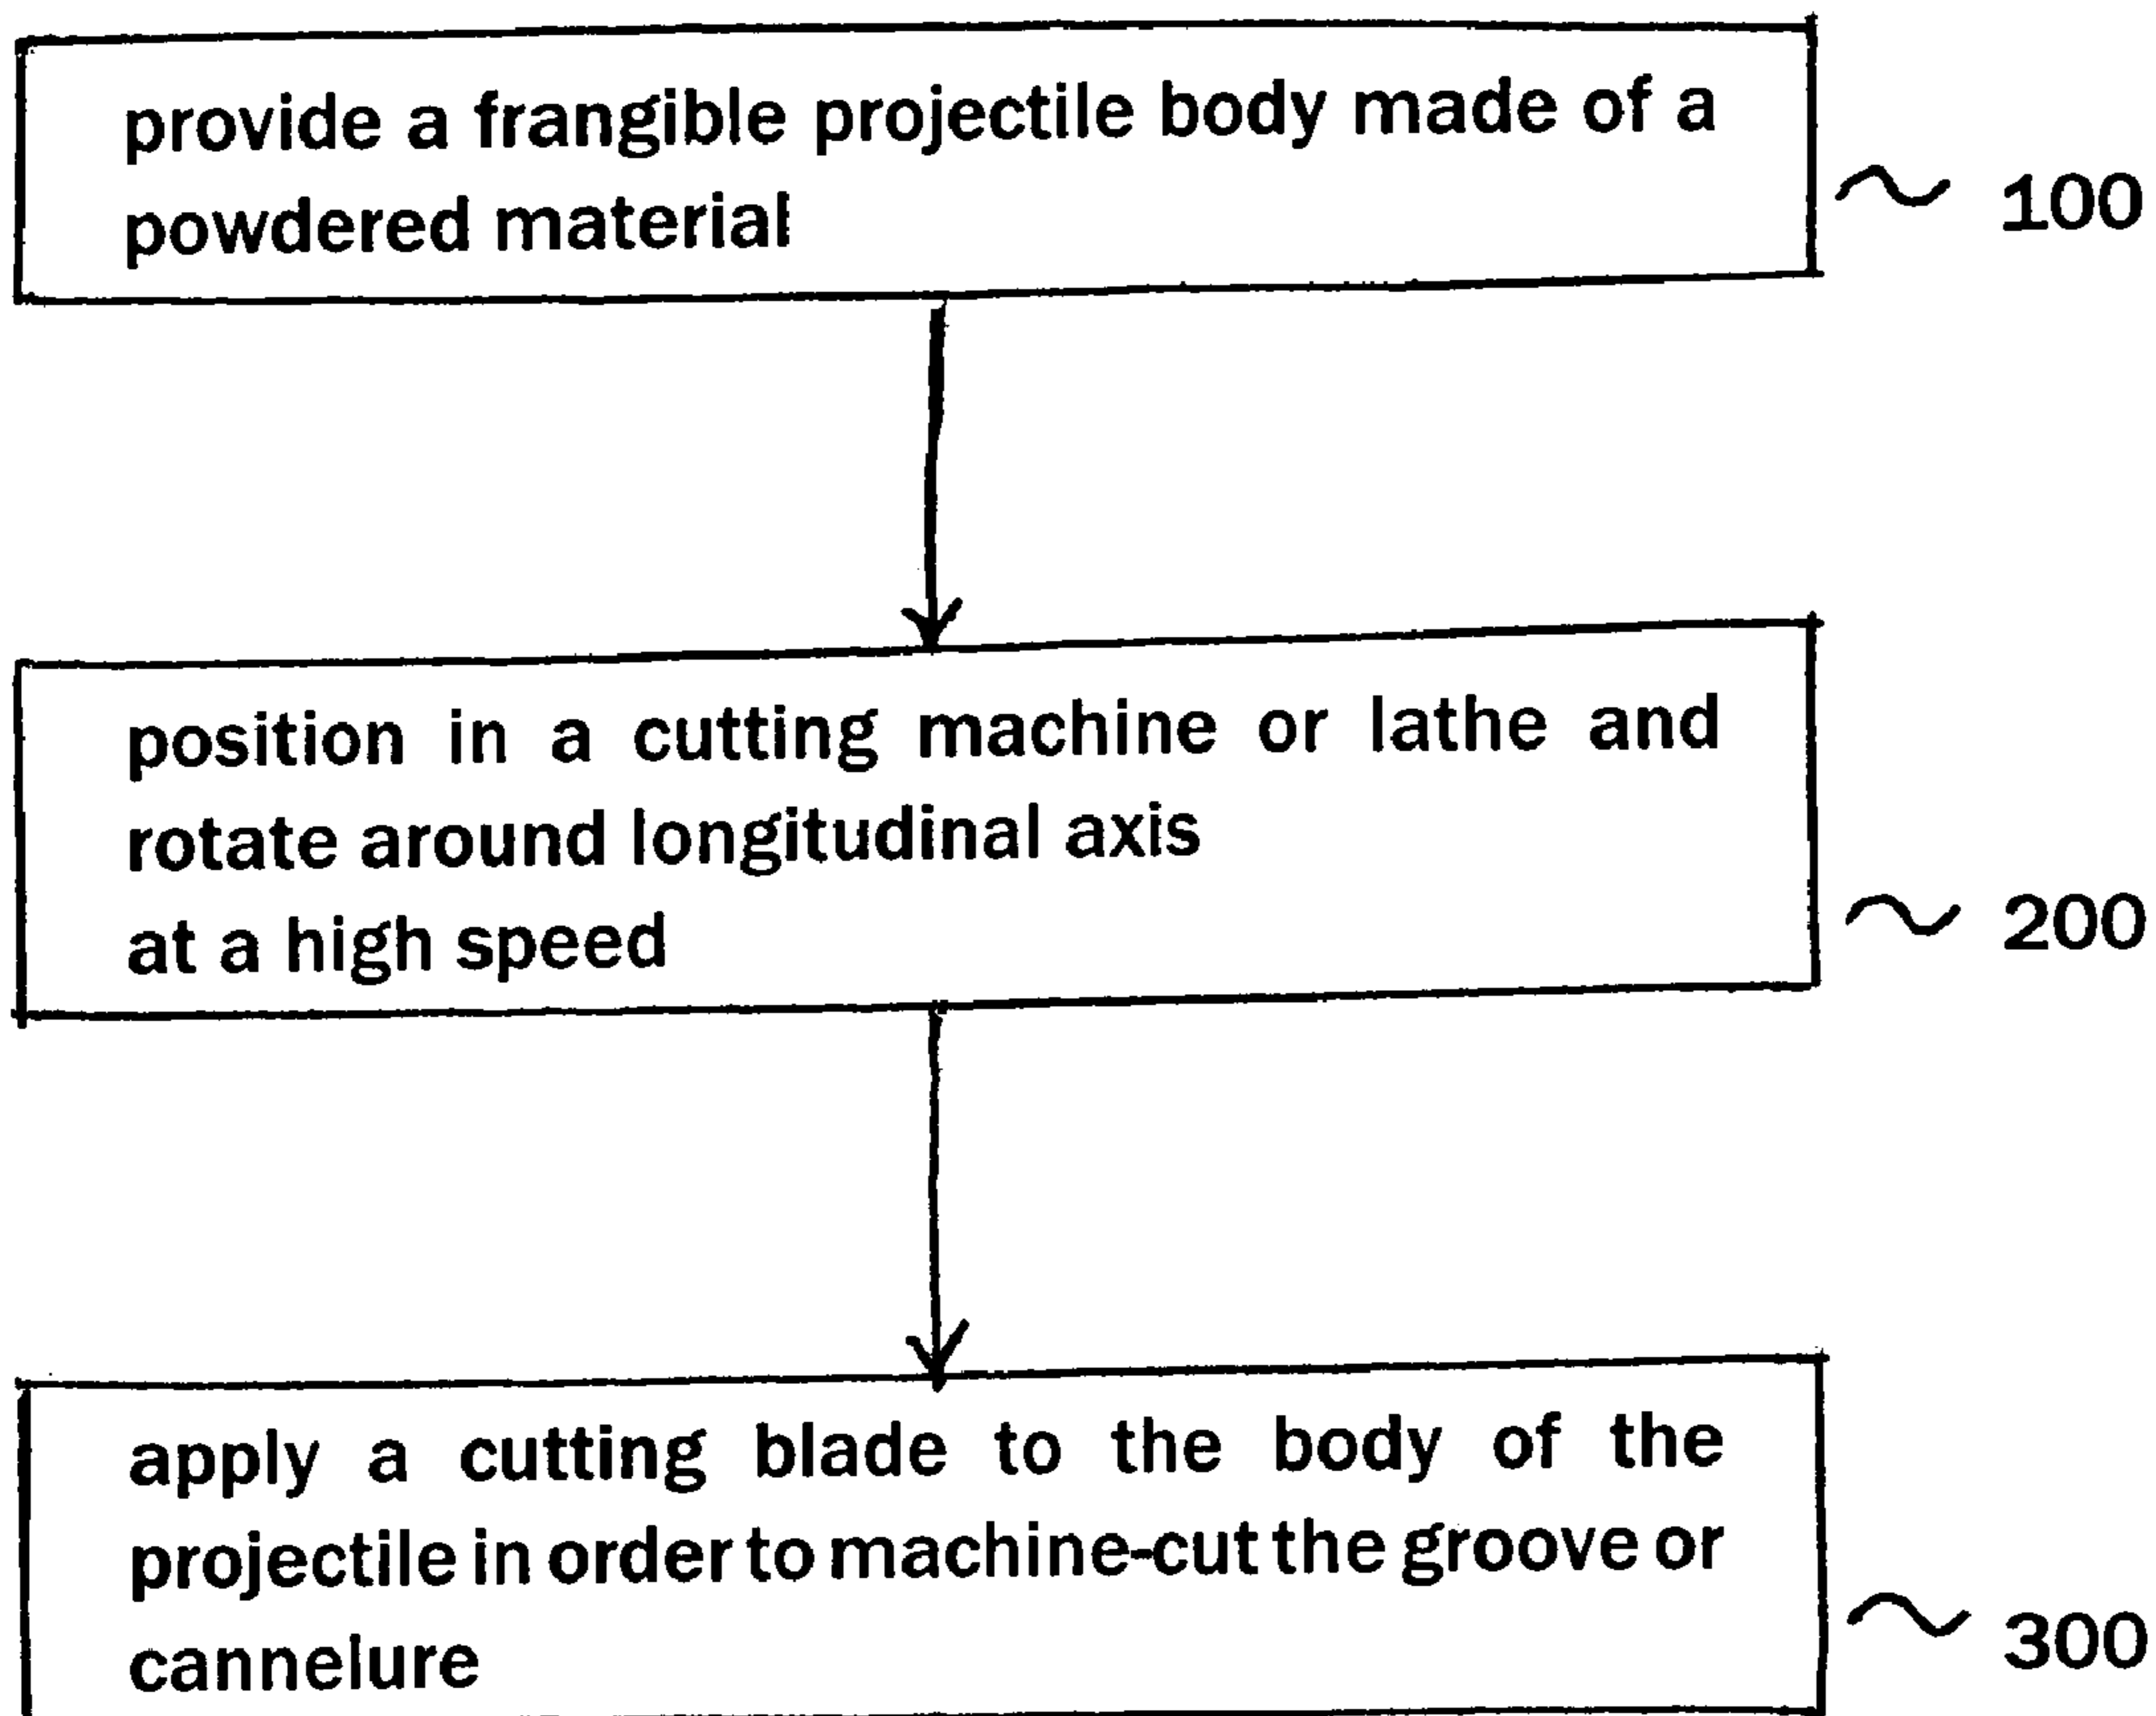 provide a frangible projectile body made of a
powdered material
100
position in a cutting machine or lathe and
rotate around longitudinal axis
at a high speed
200
apply a cutting blade to the body of the
projectile in order to machine-cut the groove or
cannelure
300